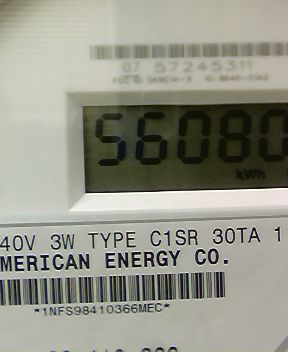 07 57245311
56080
kWh
40V 3W TYPE C1SR 30TA 1
MERICAN ENERGY CO.
*1NFS98410366MEC*